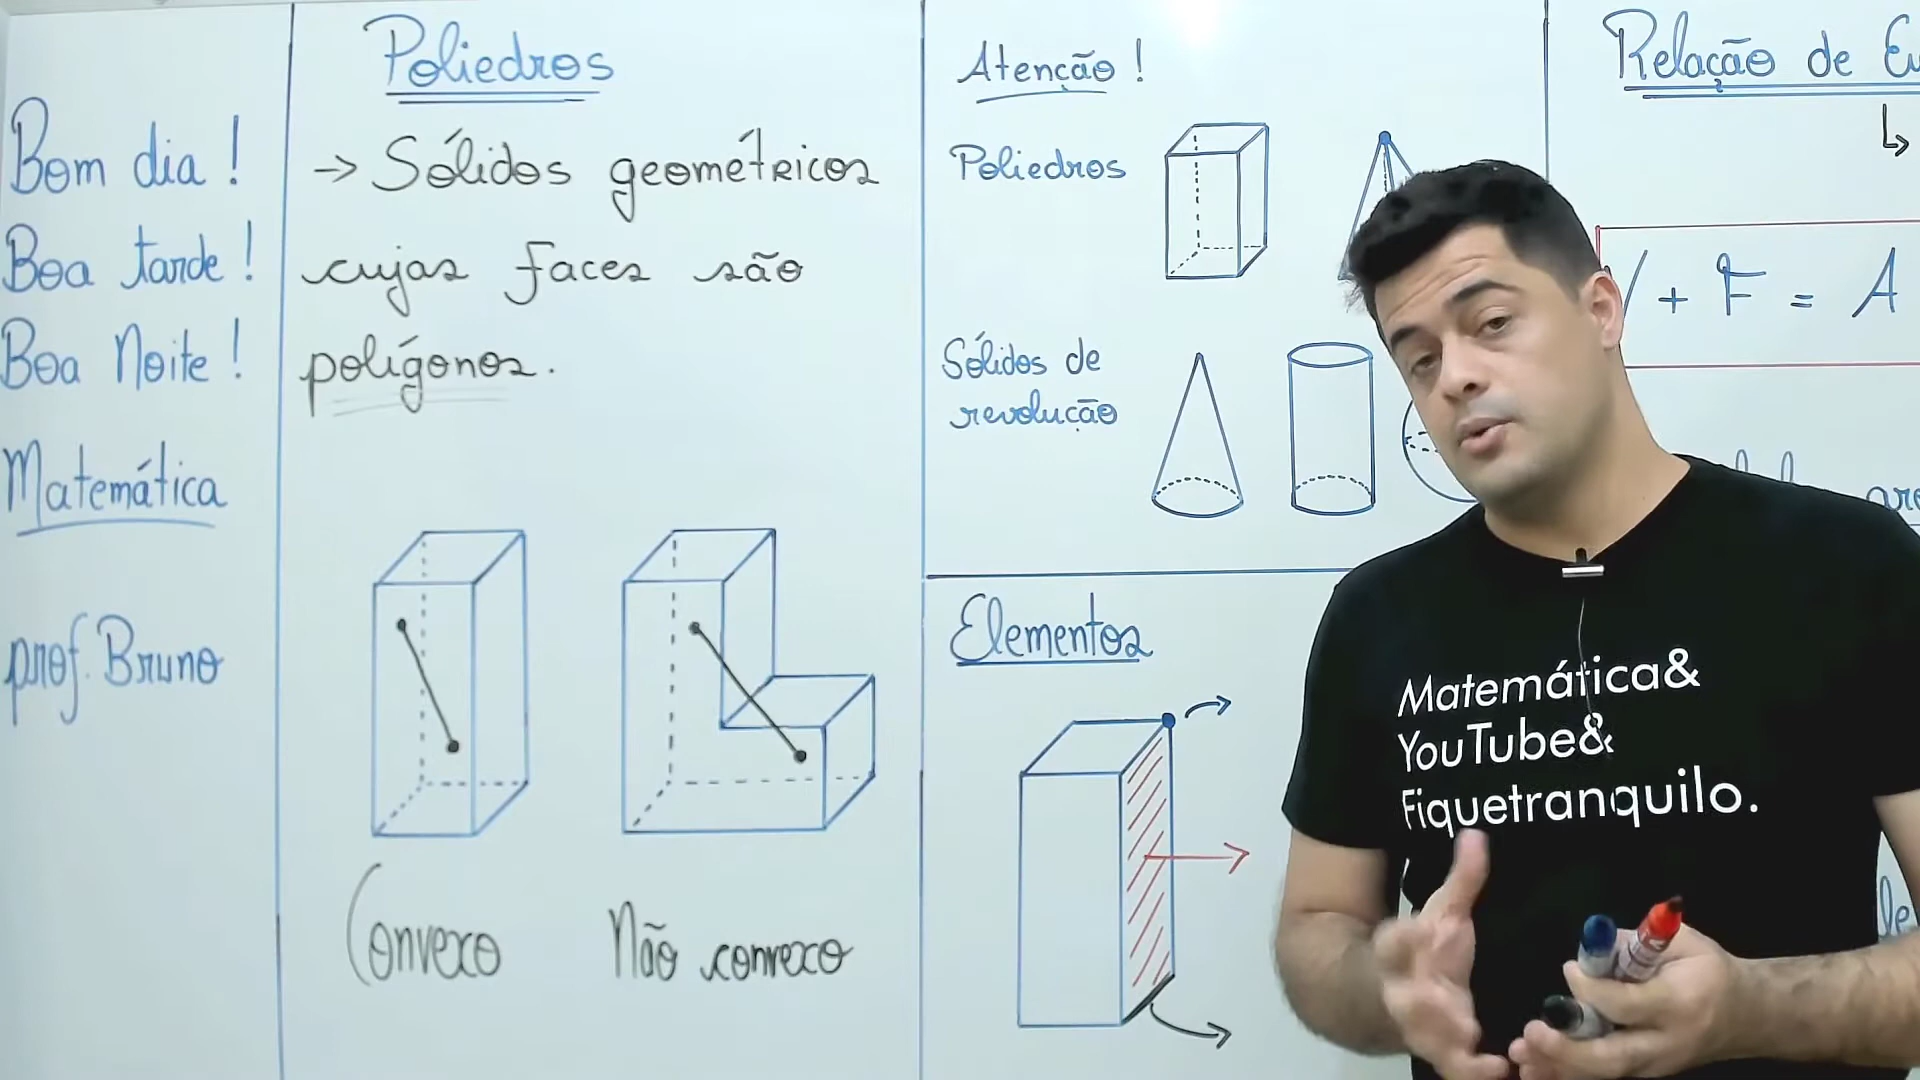 Bom dia !
Boa tarde !
Boa Noite !
Matemática
prof. Bruno
Poliedros
→ Sólidos geométricos
cujas faces são
polígonos.
Convexo
Não convexo
Atenção !
Poliedros
Sólidos de
revolução
Elementos
Relação de Eu
V + F = A
Matemática&
YouTube&
Fiquetranquilo.